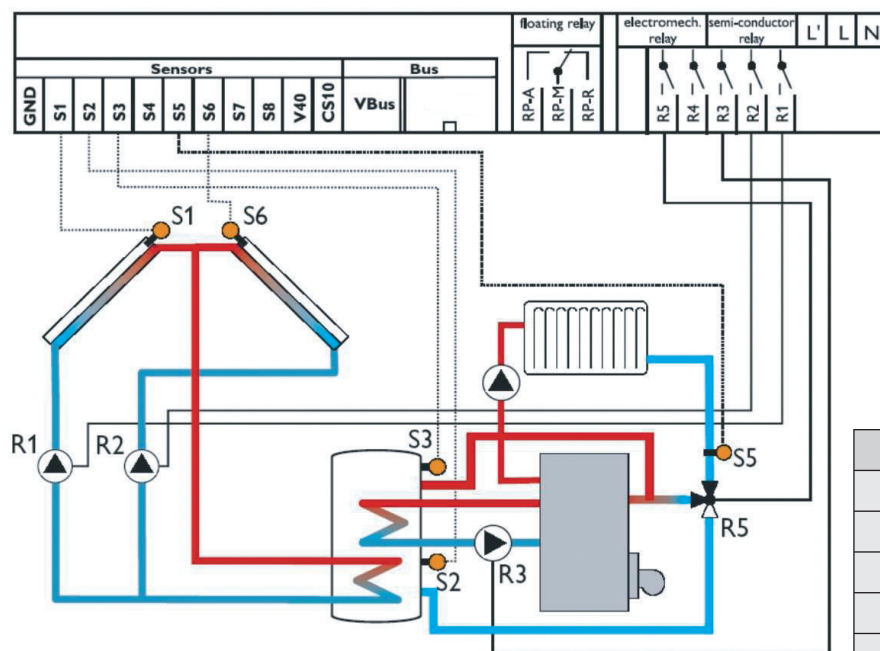 floating relay
electromech. relay
semi-conductor relay
L' L N
Sensors
Bus
GND S1 S2 S3 S4 S5 S6 S7 S8 V40 CS10
VBus
RP-A RP-M RP-R
R5 R4 R3 R2 R1
S1 S6
R1 R2 S3 S5
R5
S2 R3